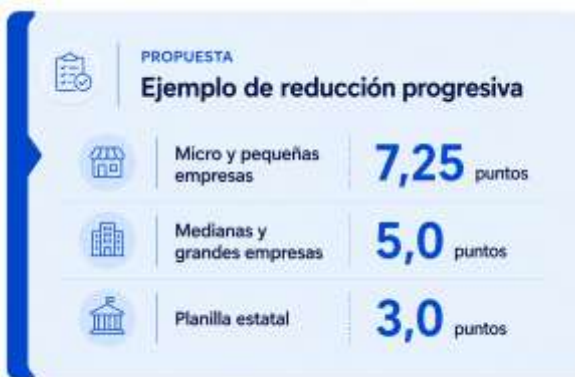 PROPUESTA
Ejemplo de reducción progresiva
Micro y pequeñas
empresas
7,25 puntos
Medianas y
grandes empresas
5,0 puntos
Planilla estatal
3,0 puntos